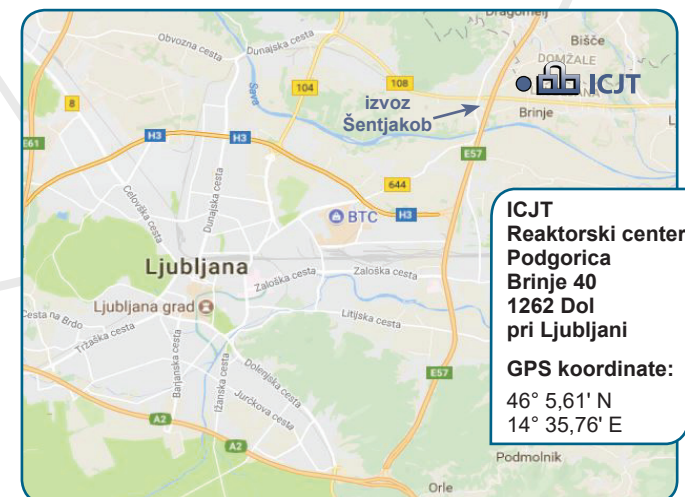 Dragomelj
Bišče
Obvozna cesta
Dunajska cesta
DOMŽALE
ICJT
Sava
104
108
8
izvoz
Šentjakob
Brinje
H3
H3
E61
E57
644
Celovška cesta
Dunajska cesta
BTC
H3
Ljubljana
Zaloška cesta
Zaloška cesta
Ljubljana grad
Cesta na Brdo
Litijska cesta
Tržaška cesta
Barjanska cesta
Ižanska cesta
Dolenjska cesta
Jurčkova cesta
E57
A2
A2
Orle
Podmolnik
ICJT
Reaktorski center
Podgorica
Brinje 40
1262 Dol
pri Ljubljani
GPS koordinate:
46° 5,61' N
14° 35,76' E